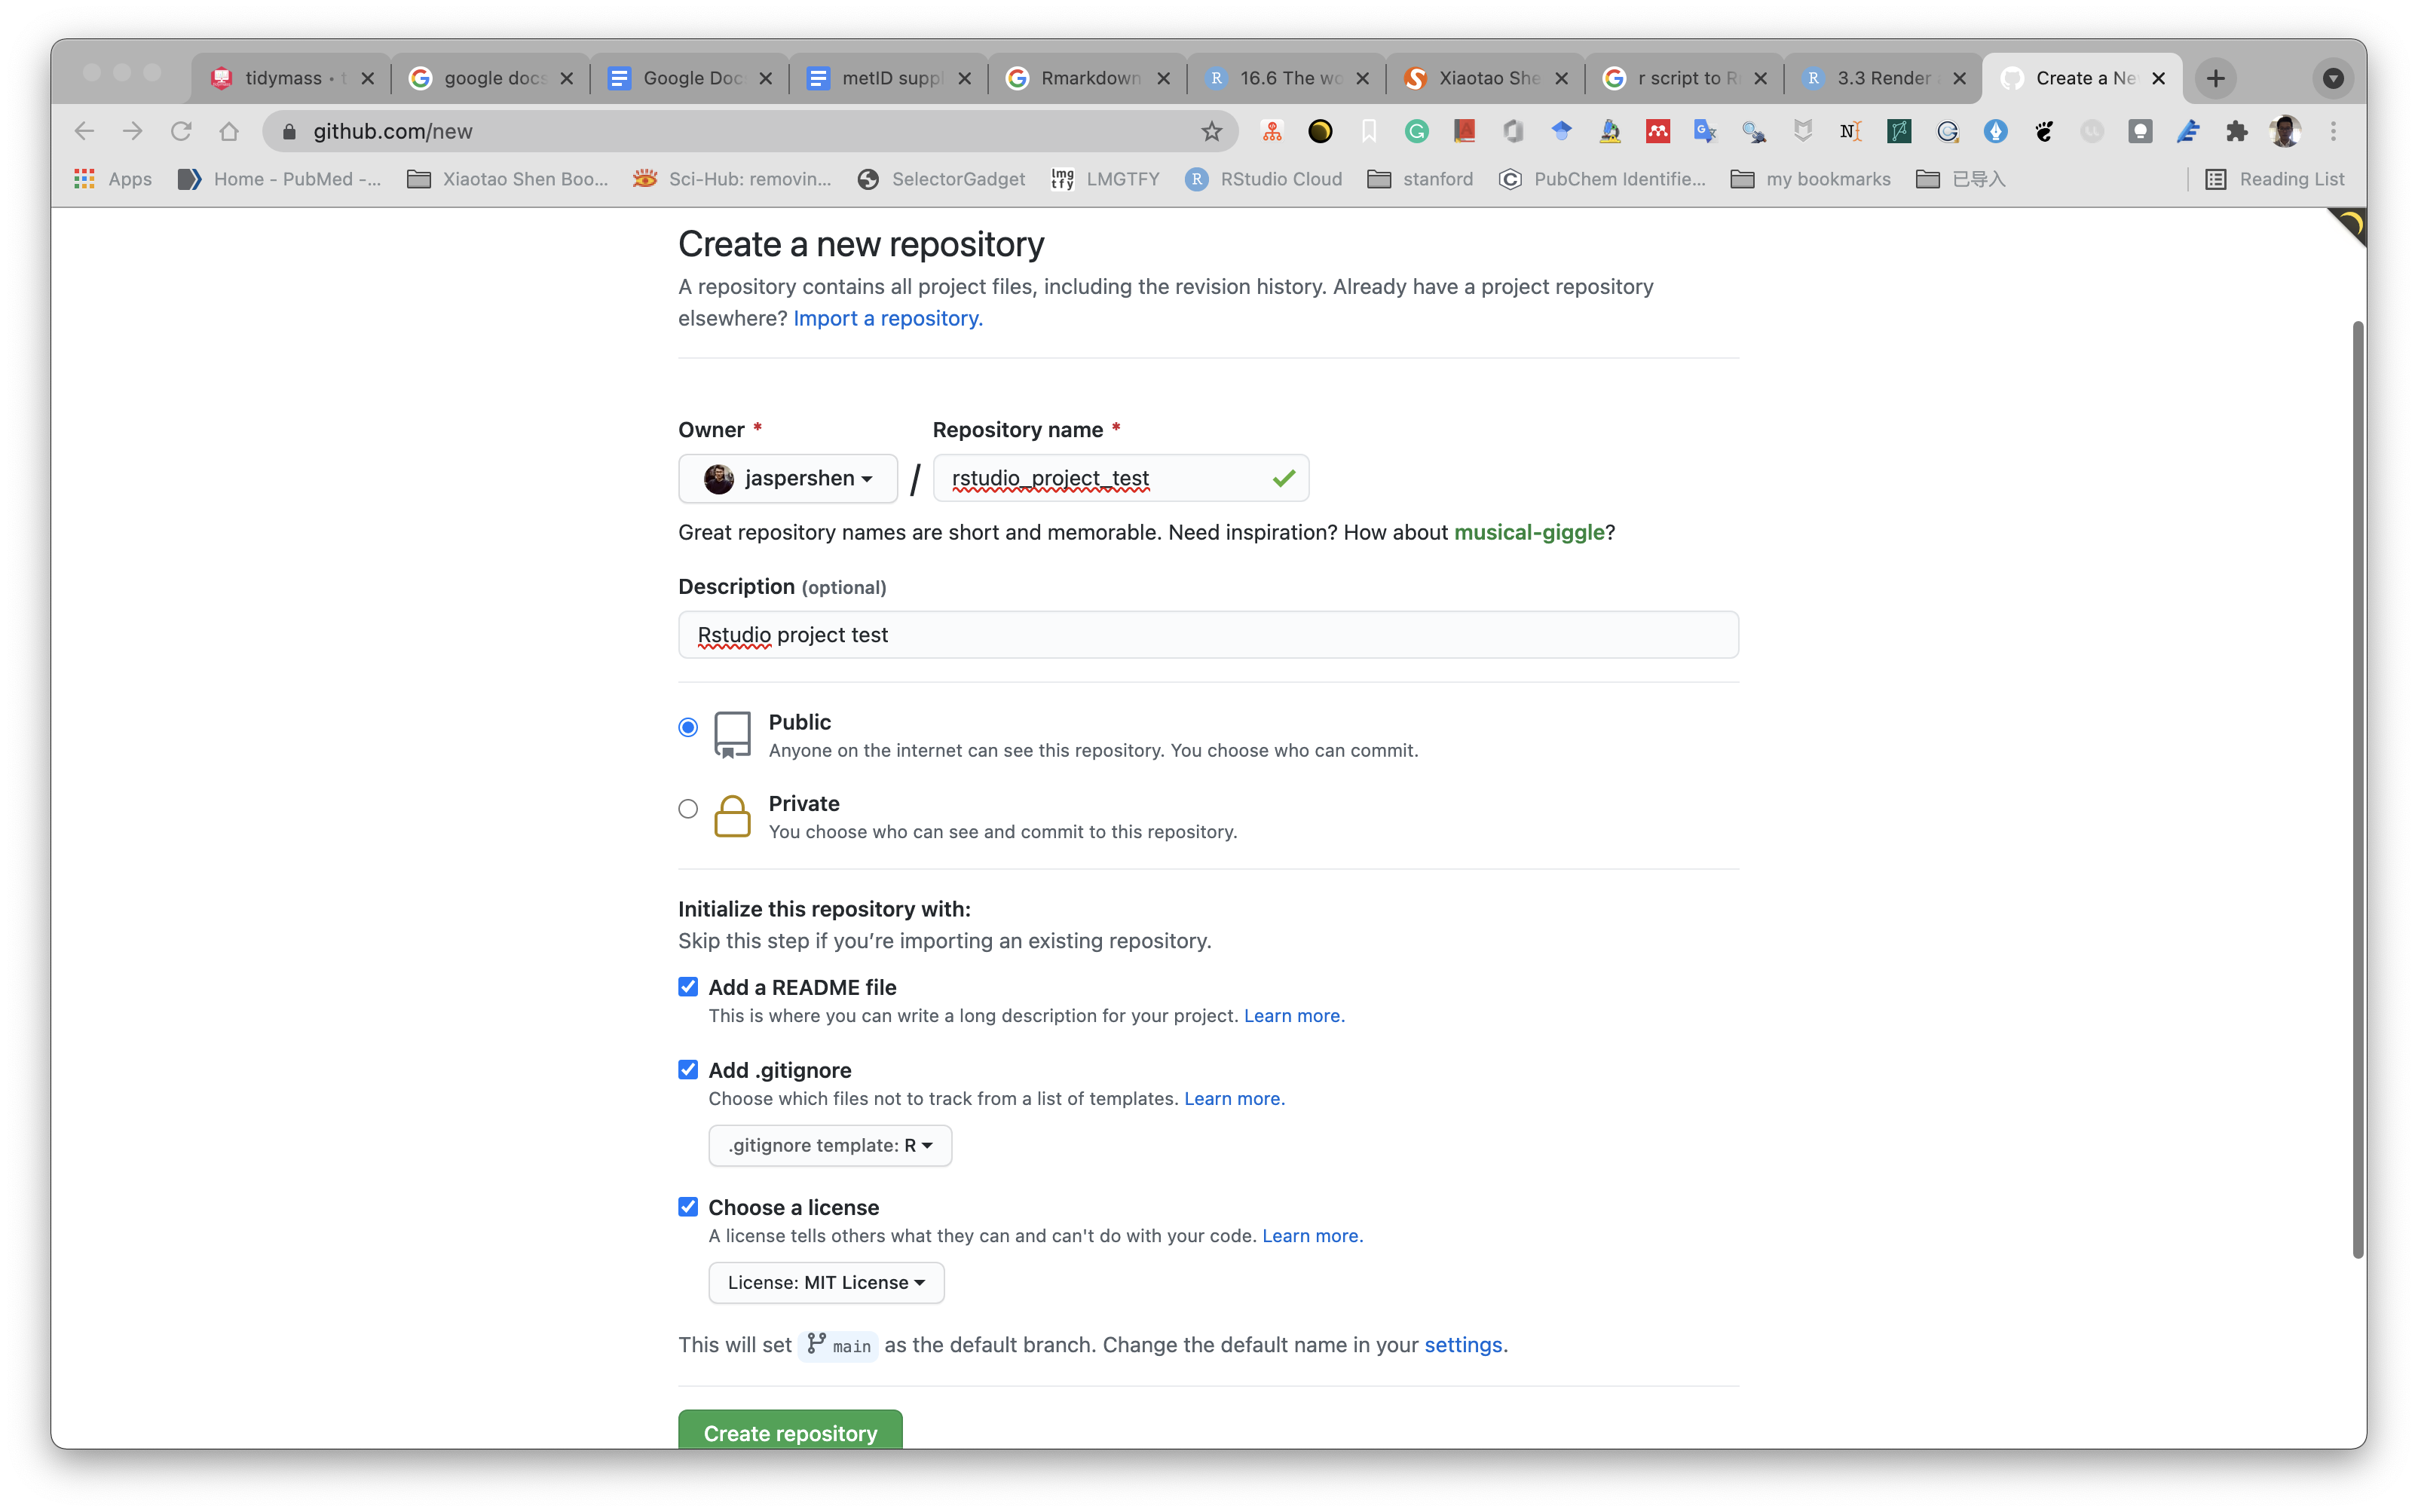 tidymass • t
google docs
Google Doc
metID suppl
Rmarkdown
16.6 The wo
Xiaotao She
r script to R
3.3 Render
Create a Ne
github.com/new
Apps
Home - PubMed -...
Xiaotao Shen Boo...
Sci-Hub: removin...
SelectorGadget
lmg tfy LMGTFY
RStudio Cloud
stanford
PubChem Identifie...
my bookmarks
已导入
Reading List
Create a new repository
A repository contains all project files, including the revision history. Already have a project repository
elsewhere? Import a repository.
Owner *
Repository name *
jaspershen
/
rstudio_project_test
Great repository names are short and memorable. Need inspiration? How about musical-giggle?
Description (optional)
Rstudio project test
Public
Anyone on the internet can see this repository. You choose who can commit.
Private
You choose who can see and commit to this repository.
Initialize this repository with:
Skip this step if you’re importing an existing repository.
Add a README file
This is where you can write a long description for your project. Learn more.
Add .gitignore
Choose which files not to track from a list of templates. Learn more.
.gitignore template: R
Choose a license
A license tells others what they can and can't do with your code. Learn more.
License: MIT License
This will set main as the default branch. Change the default name in your settings.
Create repository